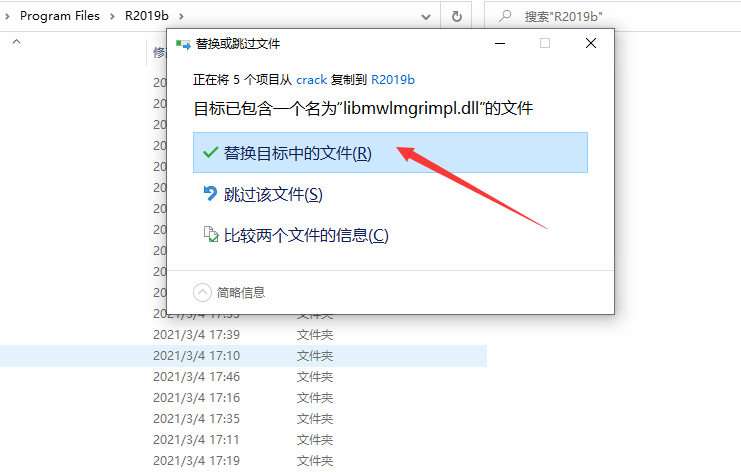 Program Files > R2019b >
搜索"R2019b"
替换或跳过文件
正在将 5 个项目从 crack 复制到 R2019b
目标已包含一个名为“libmwlmgrimpl.dll”的文件
替换目标中的文件(R)
跳过该文件(S)
比较两个文件的信息(C)
简略信息
2021/3/4 17:39 文件夹
2021/3/4 17:10 文件夹
2021/3/4 17:46 文件夹
2021/3/4 17:16 文件夹
2021/3/4 17:35 文件夹
2021/3/4 17:11 文件夹
2021/3/4 17:19 文件夹